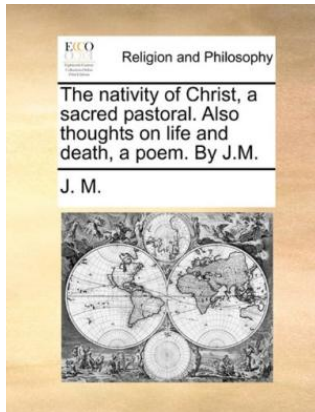 ECCO
Religion and Philosophy
The nativity of Christ, a
sacred pastoral. Also
thoughts on life and
death, a poem. By J.M.
J. M.